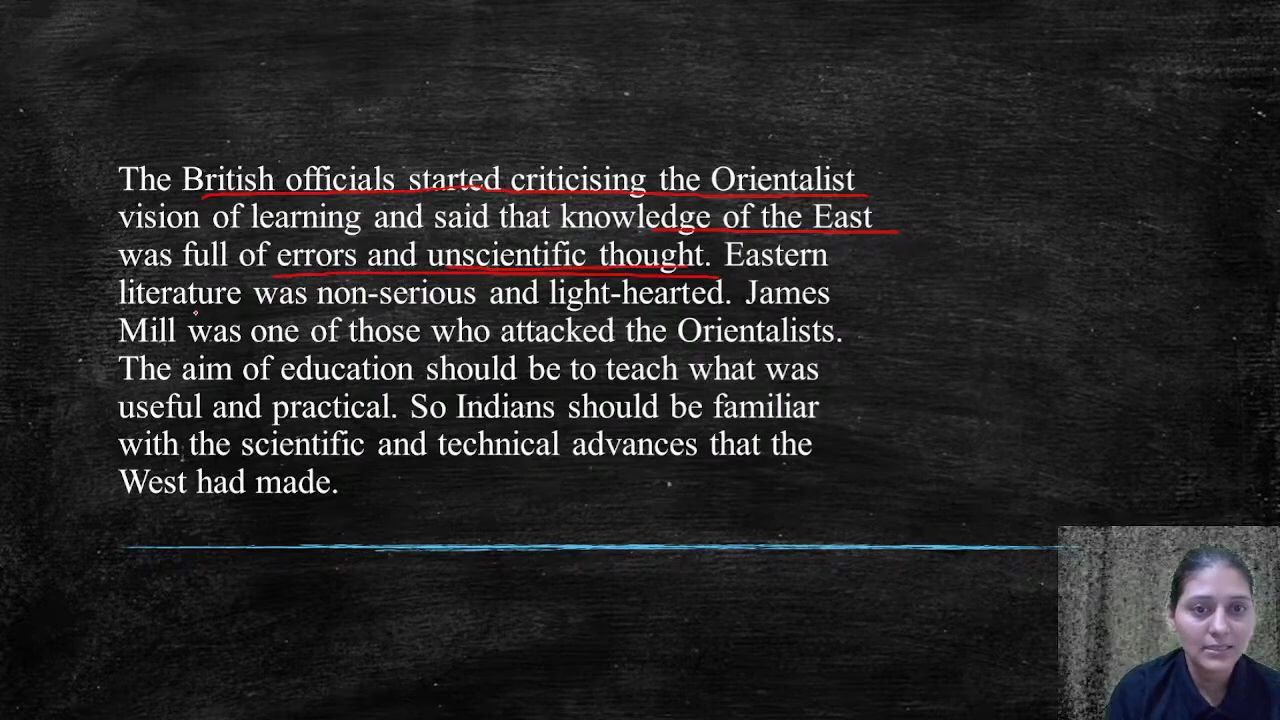 The British officials started criticising the Orientalist
vision of learning and said that knowledge of the East
was full of errors and unscientific thought. Eastern
literature was non-serious and light-hearted. James
Mill was one of those who attacked the Orientalists.
The aim of education should be to teach what was
useful and practical. So Indians should be familiar
with the scientific and technical advances that the
West had made.